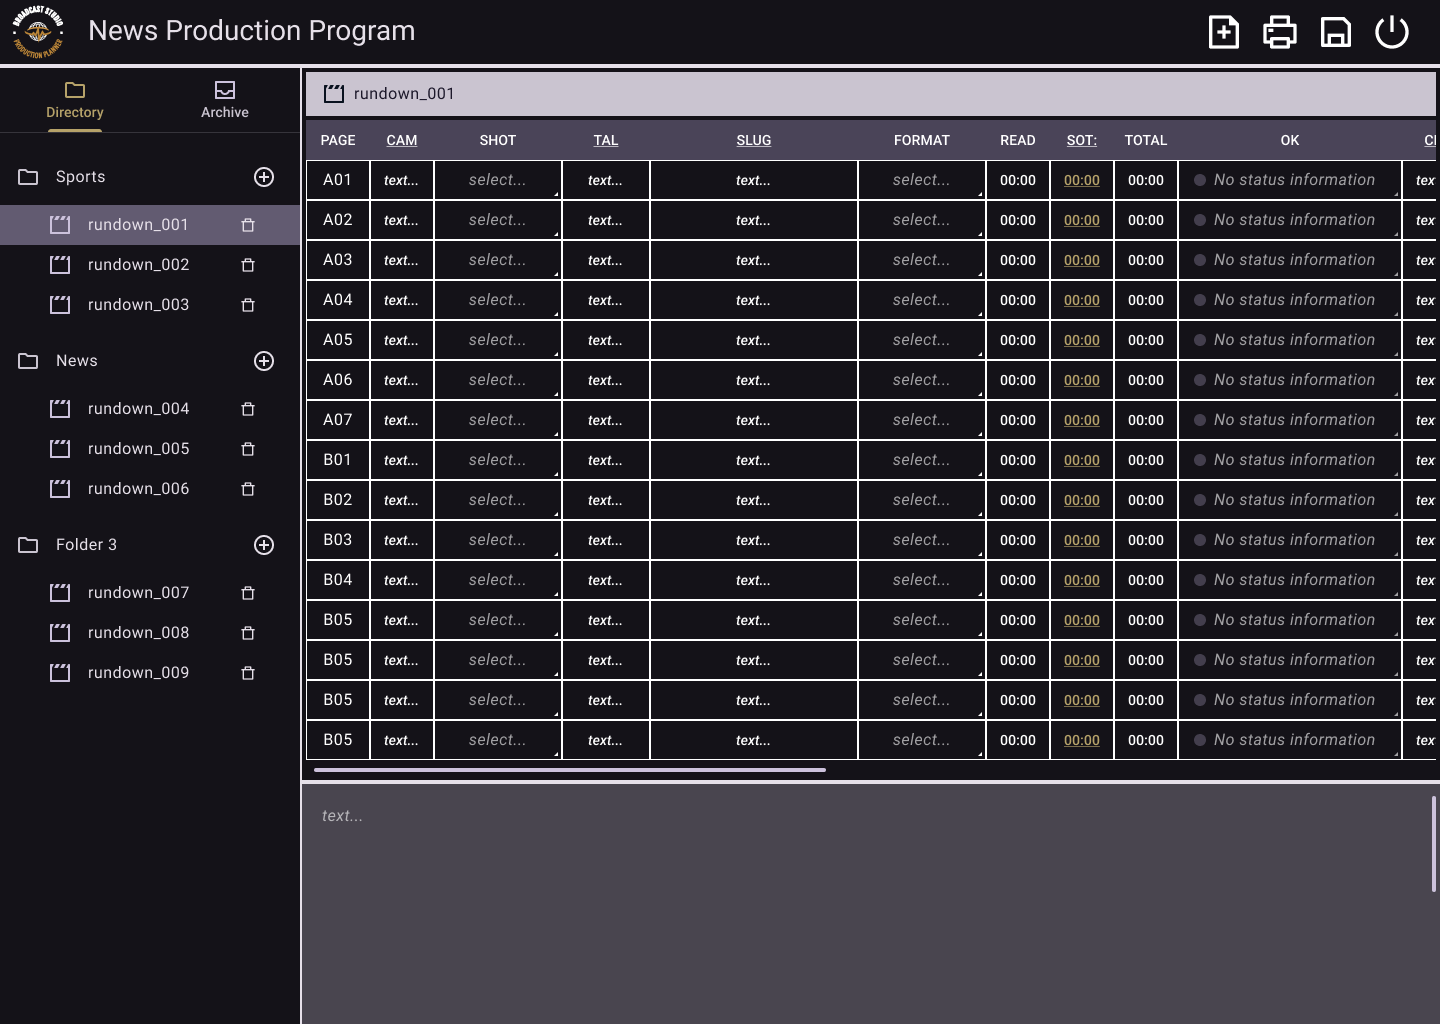 BROADCAST STUDIO
PRODUCTION PLANNER
News Production Program
Directory
Archive
Sports
rundown_001
rundown_002
rundown_003
News
rundown_004
rundown_005
rundown_006
Folder 3
rundown_007
rundown_008
rundown_009
rundown_001
PAGE CAM SHOT TAL SLUG FORMAT READ SOT: TOTAL OK
A01 text... select... text... text... select... 00:00 00:00 00:00 No status information tex
A02 text... select... text... text... select... 00:00 00:00 00:00 No status information tex
A03 text... select... text... text... select... 00:00 00:00 00:00 No status information tex
A04 text... select... text... text... select... 00:00 00:00 00:00 No status information tex
A05 text... select... text... text... select... 00:00 00:00 00:00 No status information tex
A06 text... select... text... text... select... 00:00 00:00 00:00 No status information tex
A07 text... select... text... text... select... 00:00 00:00 00:00 No status information tex
B01 text... select... text... text... select... 00:00 00:00 00:00 No status information tex
B02 text... select... text... text... select... 00:00 00:00 00:00 No status information tex
B03 text... select... text... text... select... 00:00 00:00 00:00 No status information tex
B04 text... select... text... text... select... 00:00 00:00 00:00 No status information tex
B05 text... select... text... text... select... 00:00 00:00 00:00 No status information tex
B05 text... select... text... text... select... 00:00 00:00 00:00 No status information tex
B05 text... select... text... text... select... 00:00 00:00 00:00 No status information tex
B05 text... select... text... text... select... 00:00 00:00 00:00 No status information tex
text...